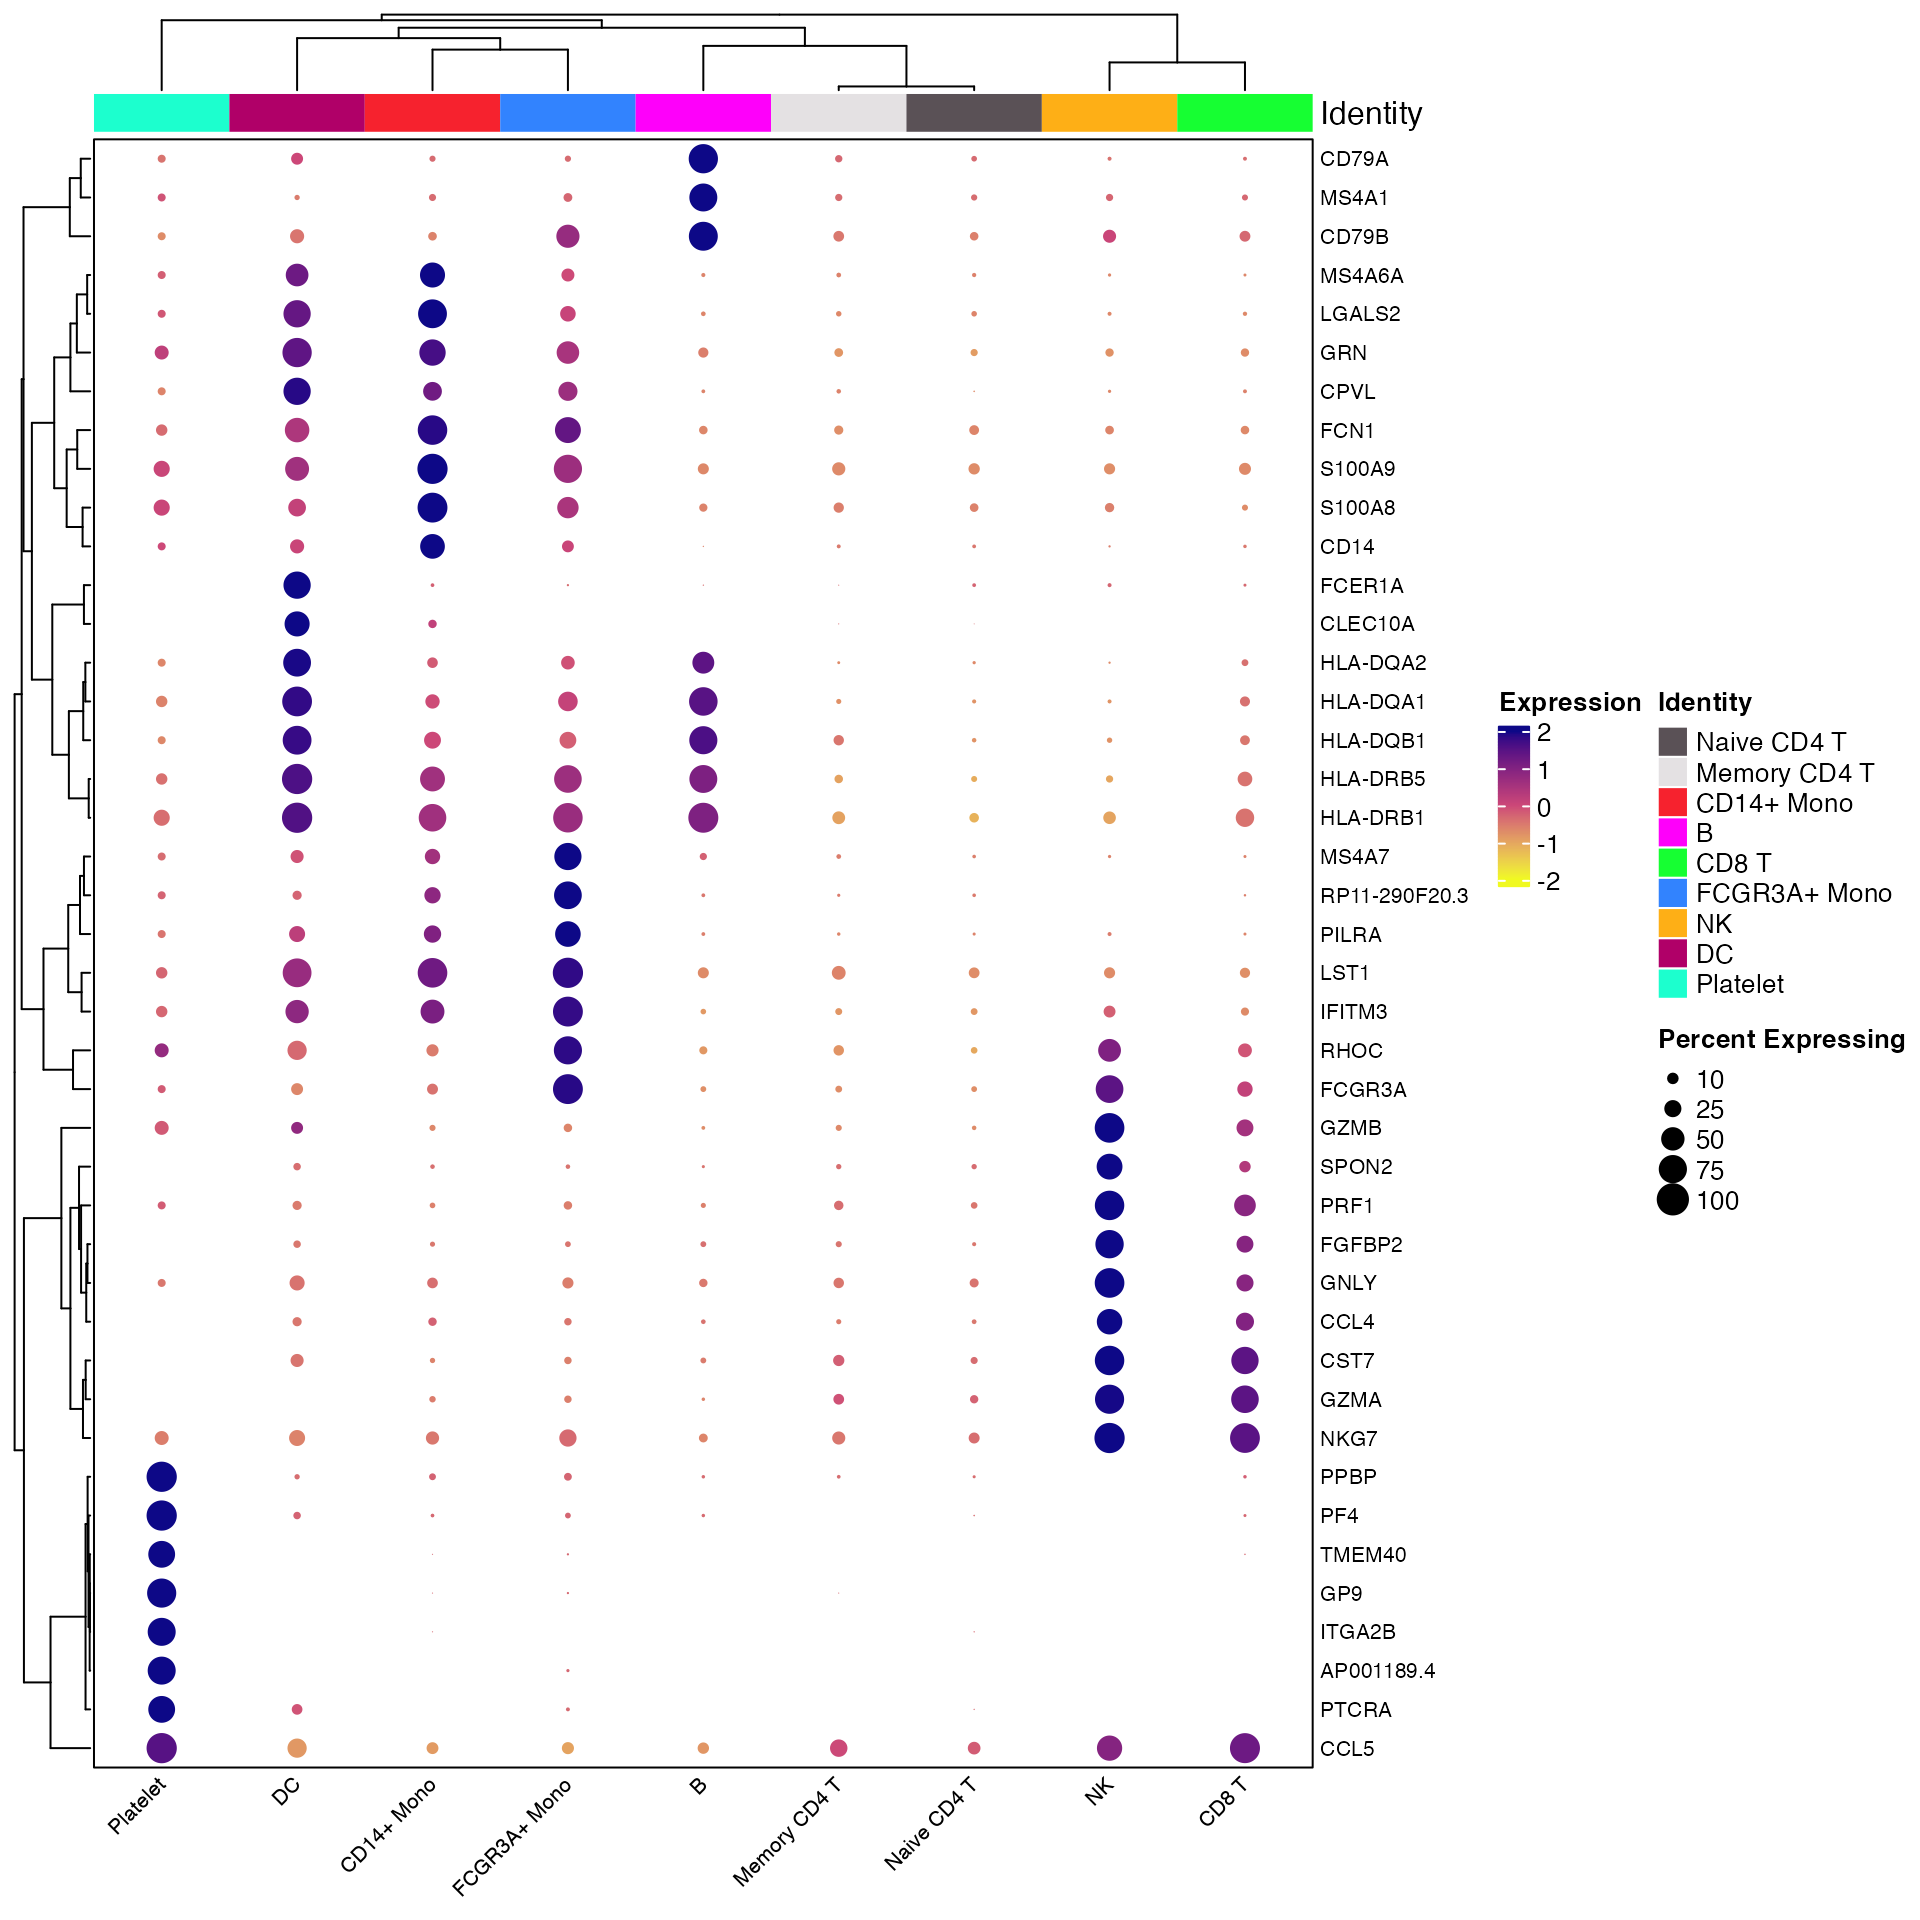 Identity
CD79A
MS4A1
CD79B
MS4A6A
LGALS2
GRN
CPVL
FCN1
S100A9
S100A8
CD14
FCER1A
CLEC10A
HLA-DQA2
HLA-DQA1
HLA-DQB1
HLA-DRB5
HLA-DRB1
MS4A7
RP11-290F20.3
PILRA
LST1
IFITM3
RHOC
FCGR3A
GZMB
SPON2
PRF1
FGFBP2
GNLY
CCL4
CST7
GZMA
NKG7
PPBP
PF4
TMEM40
GP9
ITGA2B
AP001189.4
PTCRA
CCL5
Platelet
DC
CD14+ Mono
FCGR3A+ Mono
B
Memory CD4 T
Naive CD4 T
NK
CD8 T
Expression
2
1
0
-1
-2
Identity
Naive CD4 T
Memory CD4 T
CD14+ Mono
B
CD8 T
FCGR3A+ Mono
NK
DC
Platelet
Percent Expressing
10
25
50
75
100